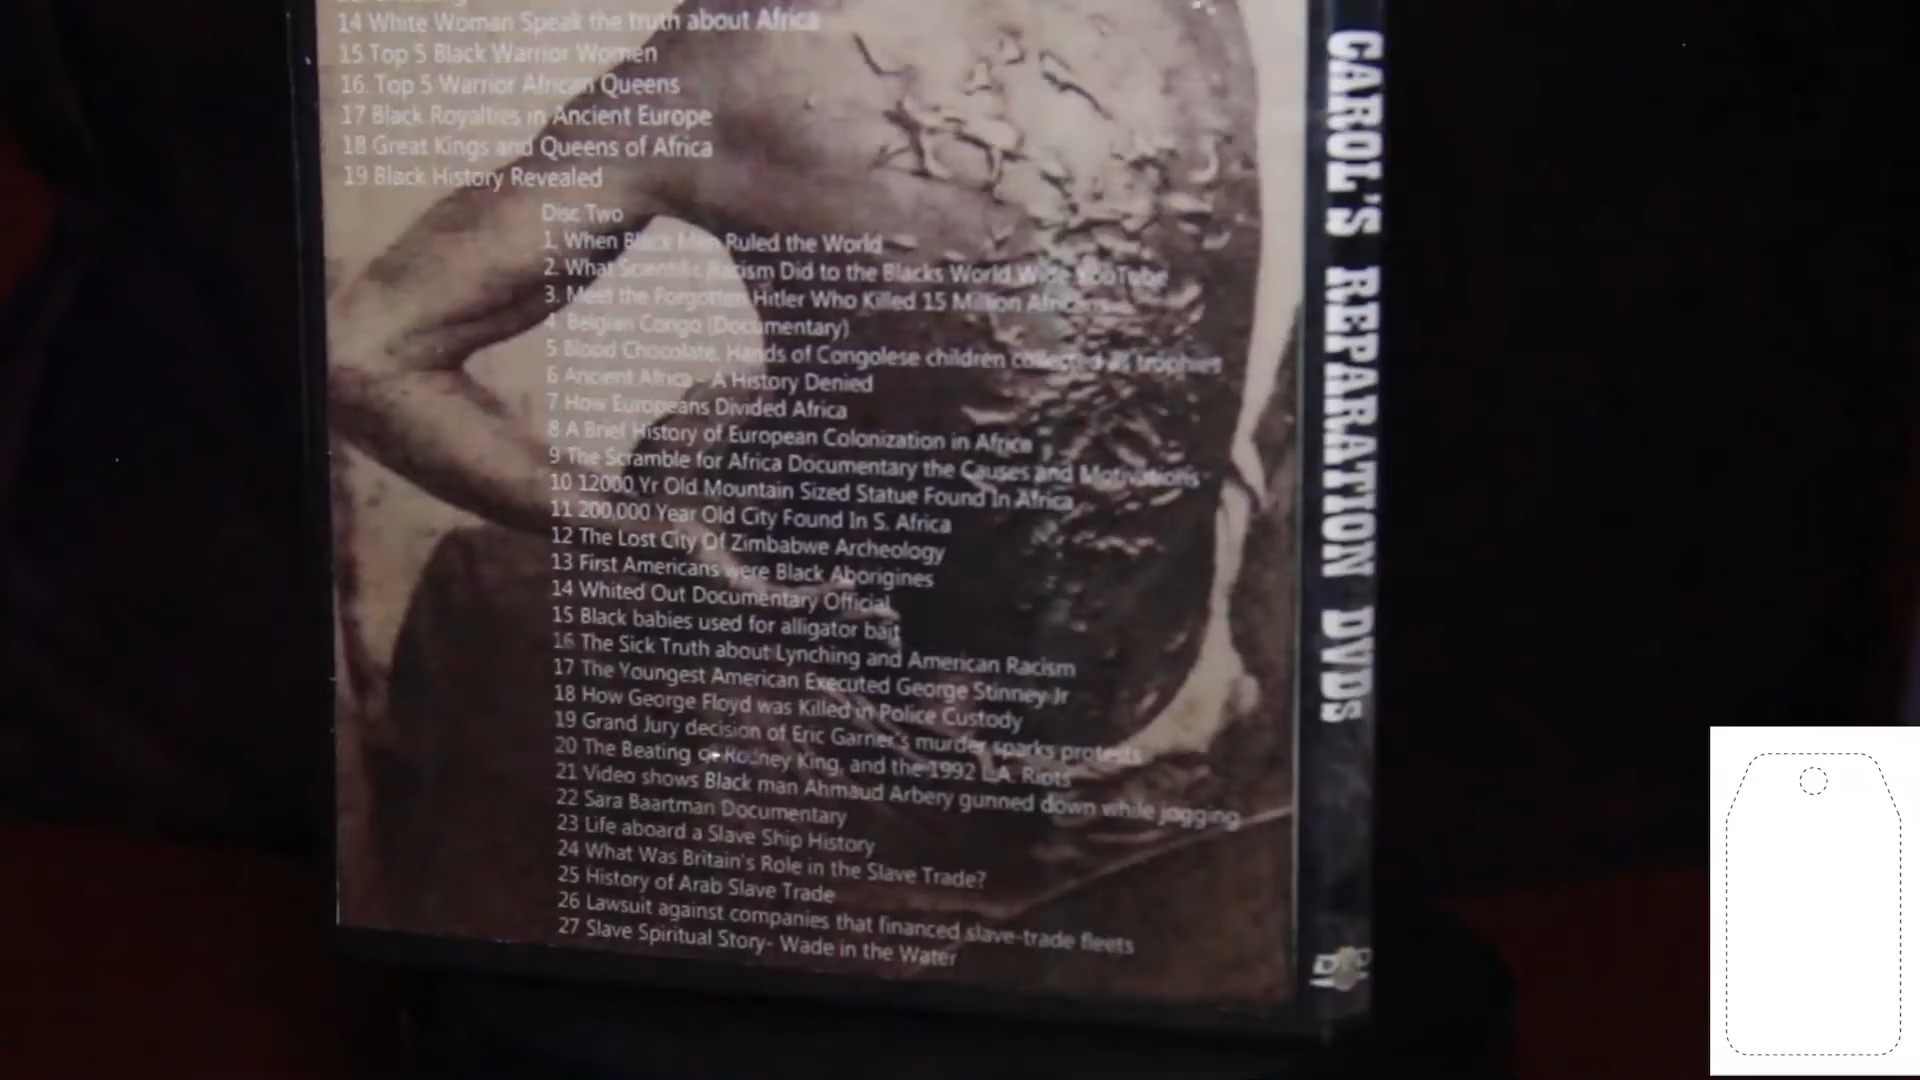 14 White Woman Speak the truth about Africa
15 Top 5 Black Warrior Women
16. Top 5 Warrior African Queens
17 Black Royalties in Ancient Europe
18 Great Kings and Queens of Africa
19 Black History Revealed
Disc Two
1. When Black Men Ruled the World
2. What Scientific Racism Did to the Blacks World Wide YouTube
3. Meet the Forgotten Hitler Who Killed 15 Million Africans
4. Belgian Congo (Documentary)
5 Blood Chocolate, Hands of Congolese children collected as trophies
6 Ancient Africa - A History Denied
7 How Europeans Divided Africa
8 A Brief History of European Colonization in Africa
9 The Scramble for Africa Documentary the Causes and Motivations
10 12000 Yr Old Mountain Sized Statue Found In Africa
11 200,000 Year Old City Found In S. Africa
12 The Lost City Of Zimbabwe Archeology
13 First Americans were Black Aborigines
14 Whited Out Documentary Official
15 Black babies used for alligator bait
16 The Sick Truth about Lynching and American Racism
17 The Youngest American Executed George Stinney Jr
18 How George Floyd was Killed in Police Custody
19 Grand Jury decision of Eric Garner's murder sparks protests
20 The Beating of Rodney King, and the 1992 L.A. Riots
21 Video shows Black man Ahmaud Arbery gunned down while jogging
22 Sara Baartman Documentary
23 Life aboard a Slave Ship History
24 What Was Britain's Role in the Slave Trade?
25 History of Arab Slave Trade
26 Lawsuit against companies that financed slave-trade fleets
27 Slave Spiritual Story- Wade in the Water
CAROL'S REPARATION DVDS